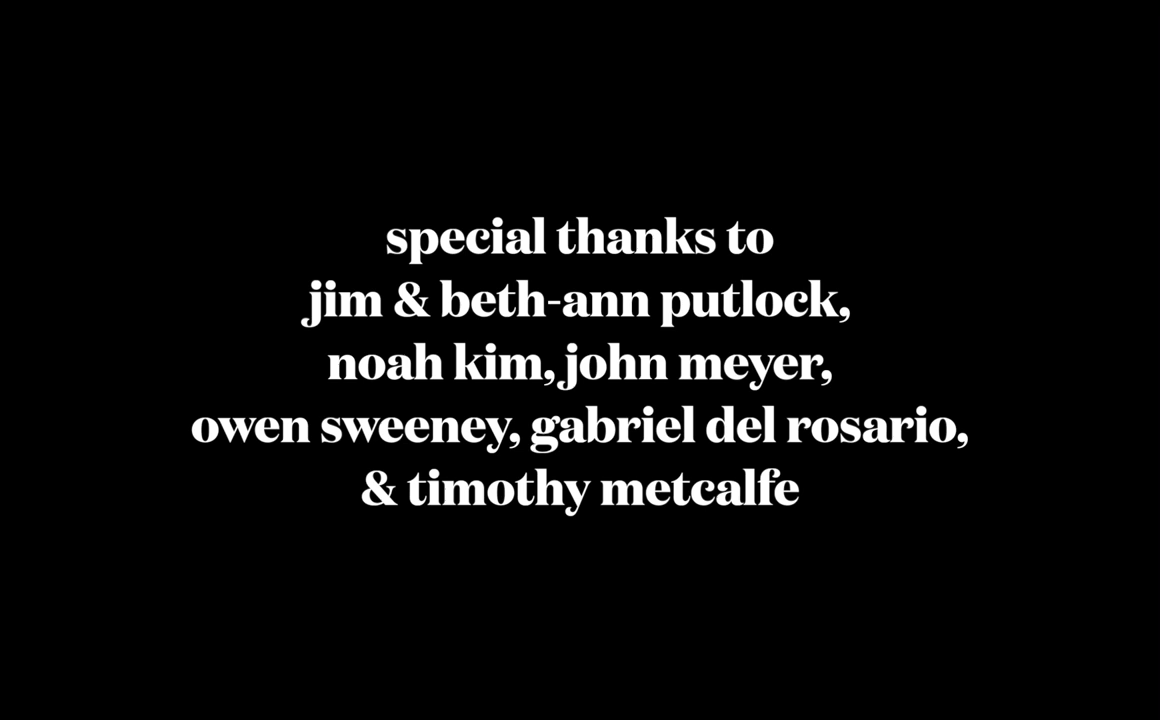 special thanks to
jim & beth-ann putlock,
noah kim, john meyer,
owen sweeney, gabriel del rosario,
& timothy metcalfe